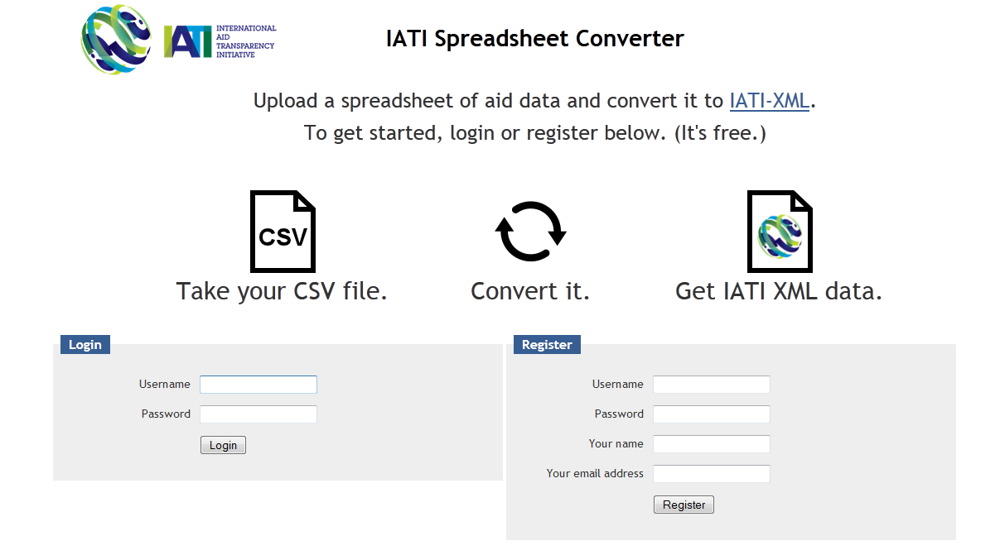 IATI
INTERNATIONAL
AID
TRANSPARENCY
INITIATIVE
IATI Spreadsheet Converter
Upload a spreadsheet of aid data and convert it to IATI-XML.
To get started, login or register below. (It's free.)
CSV
Take your CSV file.
Convert it.
Get IATI XML data.
Login
Username
Password
Login
Register
Username
Password
Your name
Your email address
Register